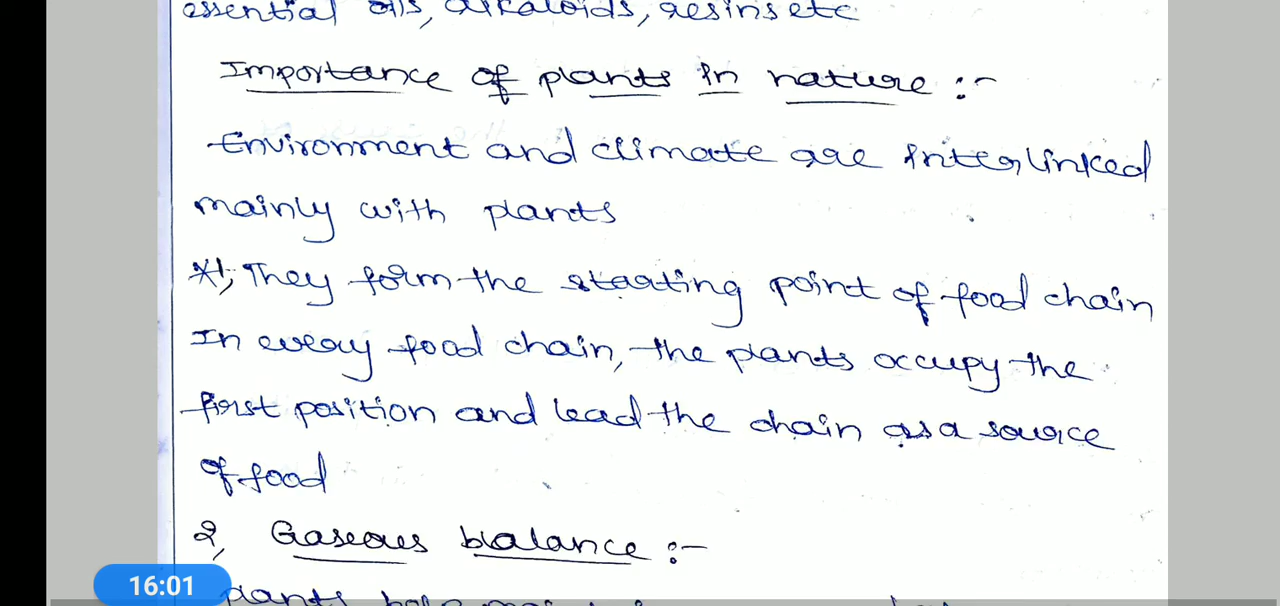 essential oils, alkaloids, resins etc
Importance of plants in nature :-
Environment and climate are interlinked
mainly with plants
*1, They form the starting point of food chain
In every food chain, the plants occupy the
first position and lead the chain as a source
of food
2, Gaseous balance :-
16:01
plants help